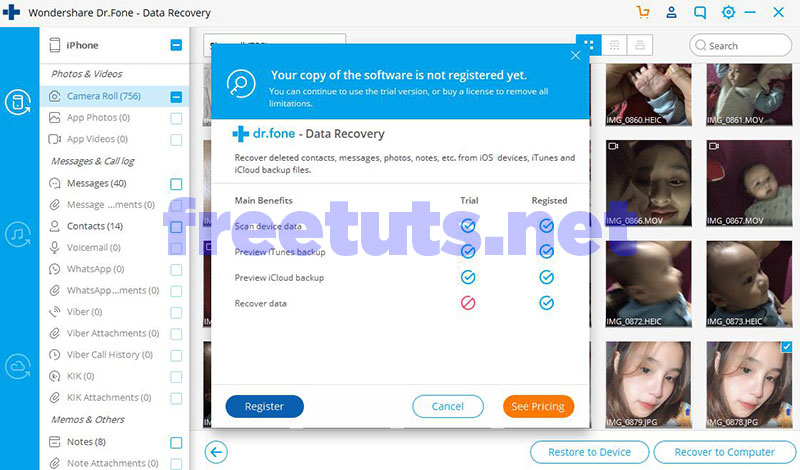 Wondershare Dr.Fone - Data Recovery
iPhone
Search
Photos & Videos
Camera Roll (756)
App Photos (0)
App Videos (0)
Messages & Call log
Messages (40)
Message ...ments (0)
Contacts (14)
Voicemail (0)
WhatsApp (0)
WhatsApp...ments (0)
Viber (0)
Viber Attachments (0)
Viber Call History (0)
KIK (0)
KIK Attachments (0)
Memos & Others
Notes (8)
Note Attachments (0)
Your copy of the software is not registered yet.
You can continue to use the trial version, or buy a license to remove all
limitations.
dr.fone - Data Recovery
Recover deleted contacts, messages, photos, notes, etc. from iOS devices, iTunes and
iCloud backup files.
Main Benefits Trial Registed
Scan device data
Preview iTunes backup
Preview iCloud backup
Recover data
Register Cancel See Pricing
IMG_0860.HEIC IMG_0861.MOV
IMG_0866.MOV IMG_0867.MOV
IMG_0872.HEIC IMG_0873.HEIC
IMG_0879.JPG IMG_0878.JPG
Restore to Device Recover to Computer
freetuts.net